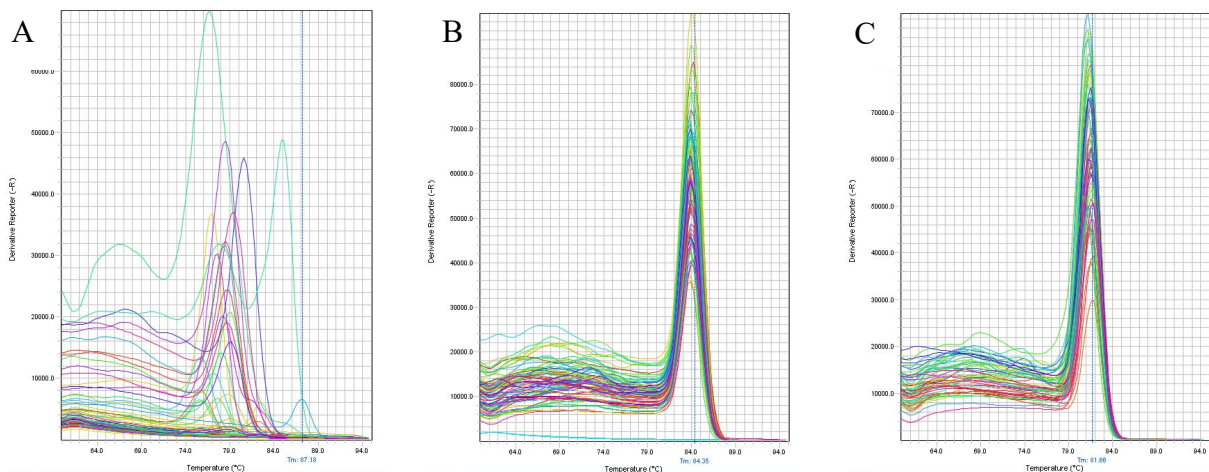 A
Derivative Reporter (-R')
60000.0
50000.0
40000.0
30000.0
20000.0
10000.0
64.0 69.0 74.0 79.0 84.0 89.0 94.0
Temperature (°C)
Tm: 87.18
B
Derivative Reporter (-R')
80000.0
70000.0
60000.0
50000.0
40000.0
30000.0
20000.0
10000.0
64.0 69.0 74.0 79.0 84.0 89.0 94.0
Temperature (°C)
Tm: 84.35
C
Derivative Reporter (-R')
70000.0
60000.0
50000.0
40000.0
30000.0
20000.0
10000.0
64.0 69.0 74.0 79.0 84.0 89.0 94.0
Temperature (°C)
Tm: 81.66